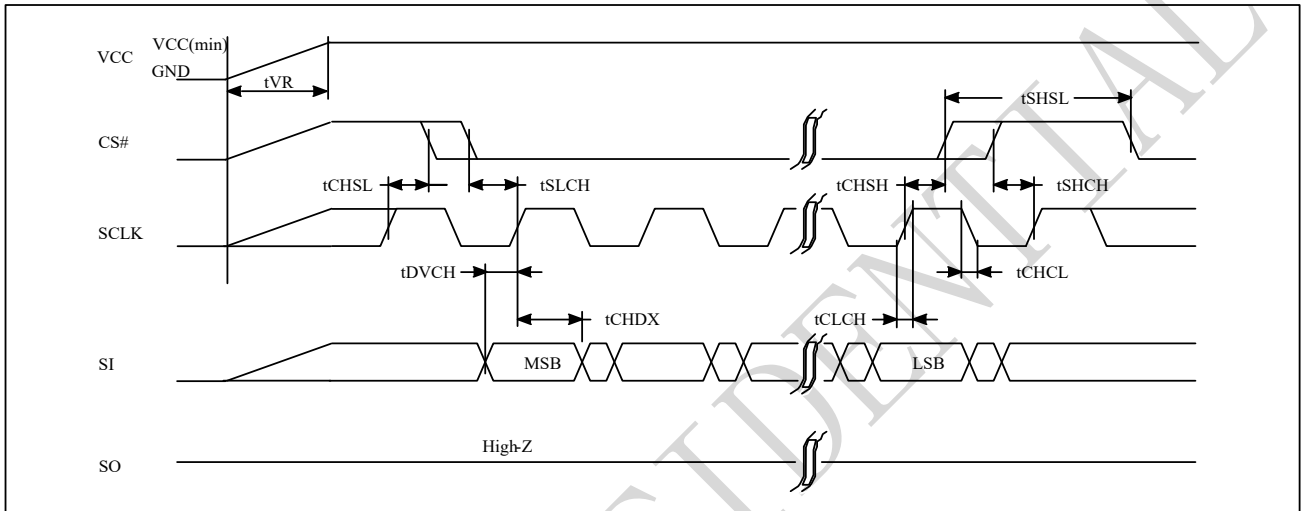 VCC
VCC(min)
GND
tVR
tSHSL
CS#
tCHSL
tSLCH
tCHSH
tSHCH
SCLK
tDVCH
tCHCL
tCHDX
tCLCH
SI
MSB
LSB
High-Z
SO
IDENTIAL